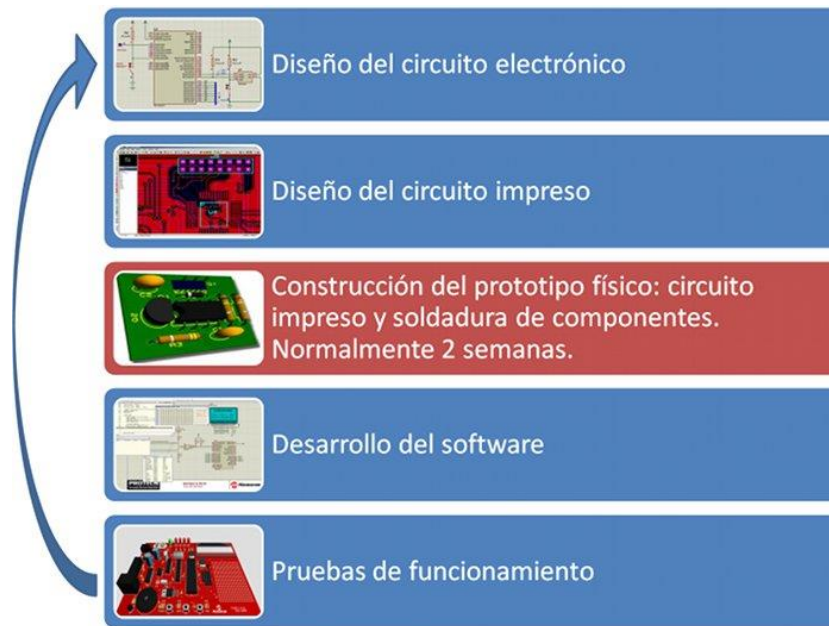 Diseño del circuito electrónico
Diseño del circuito impreso
Construcción del prototipo físico: circuito
impreso y soldadura de componentes.
Normalmente 2 semanas.
Desarrollo del software
Pruebas de funcionamiento